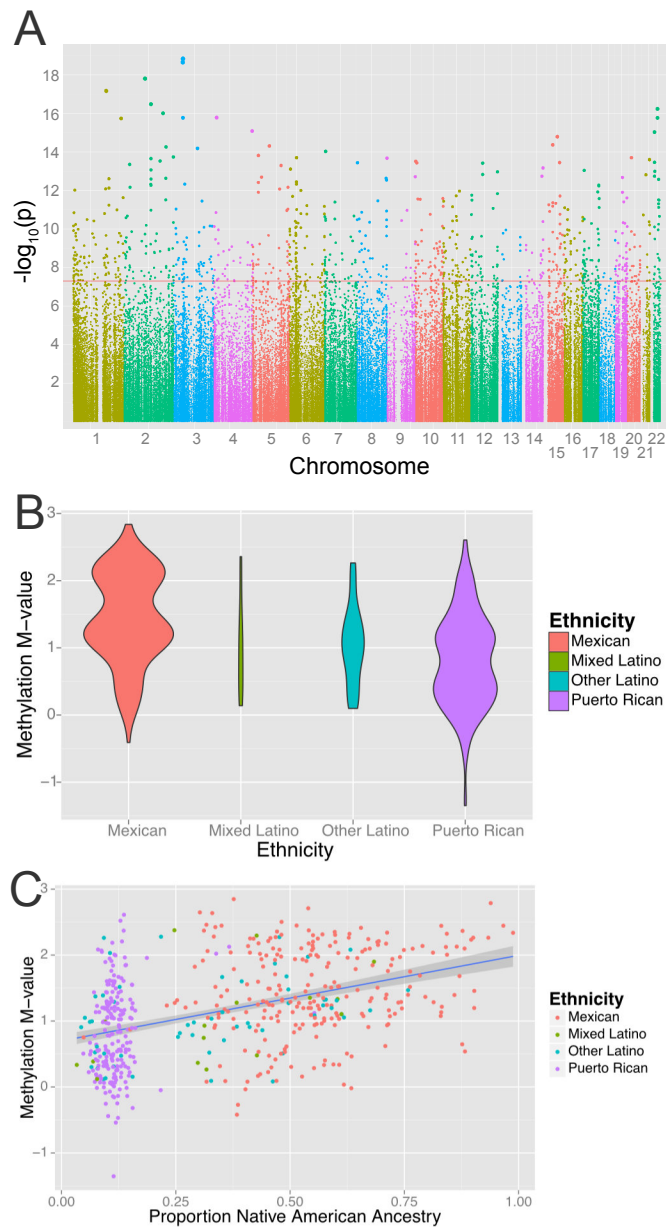 A
18
16
14
12
10
8
6
4
2
-log10(p)
1 2 3 4 5 6 7 8 9 10 11 12 13 14 16 18 20 22
15 17 19 21
Chromosome
B
3
2
1
0
−1
Methylation M−value
Mexican Mixed Latino Other Latino Puerto Rican
Ethnicity
Ethnicity
Mexican
Mixed Latino
Other Latino
Puerto Rican
C
3
2
1
0
−1
Methylation M−value
0.00 0.25 0.50 0.75 1.00
Proportion Native American Ancestry
Ethnicity
Mexican
Mixed Latino
Other Latino
Puerto Rican